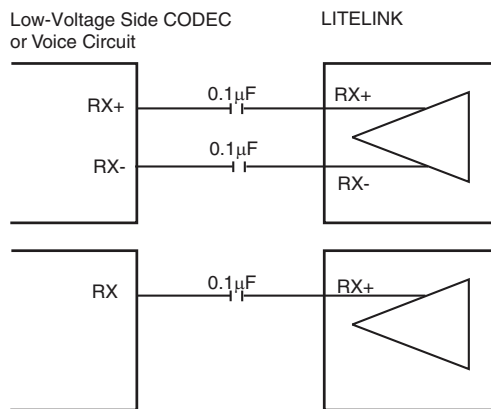 Low-Voltage Side CODEC
or Voice Circuit
LITELINK
RX+
0.1μF
RX+
RX-
0.1μF
RX-
RX
0.1μF
RX+